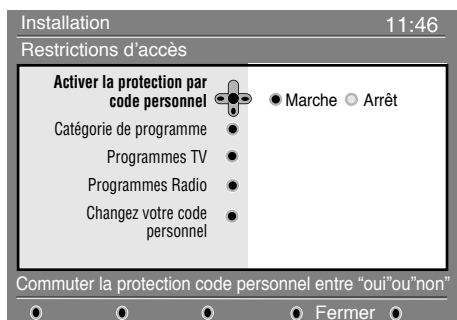 Installation 11:46
Restrictions d'accès
Activer la protection par
code personnel
Marche Arrêt
Catégorie de programme
Programmes TV
Programmes Radio
Changez votre code
personnel
Commuter la protection code personnel entre “oui”ou”non”
Fermer